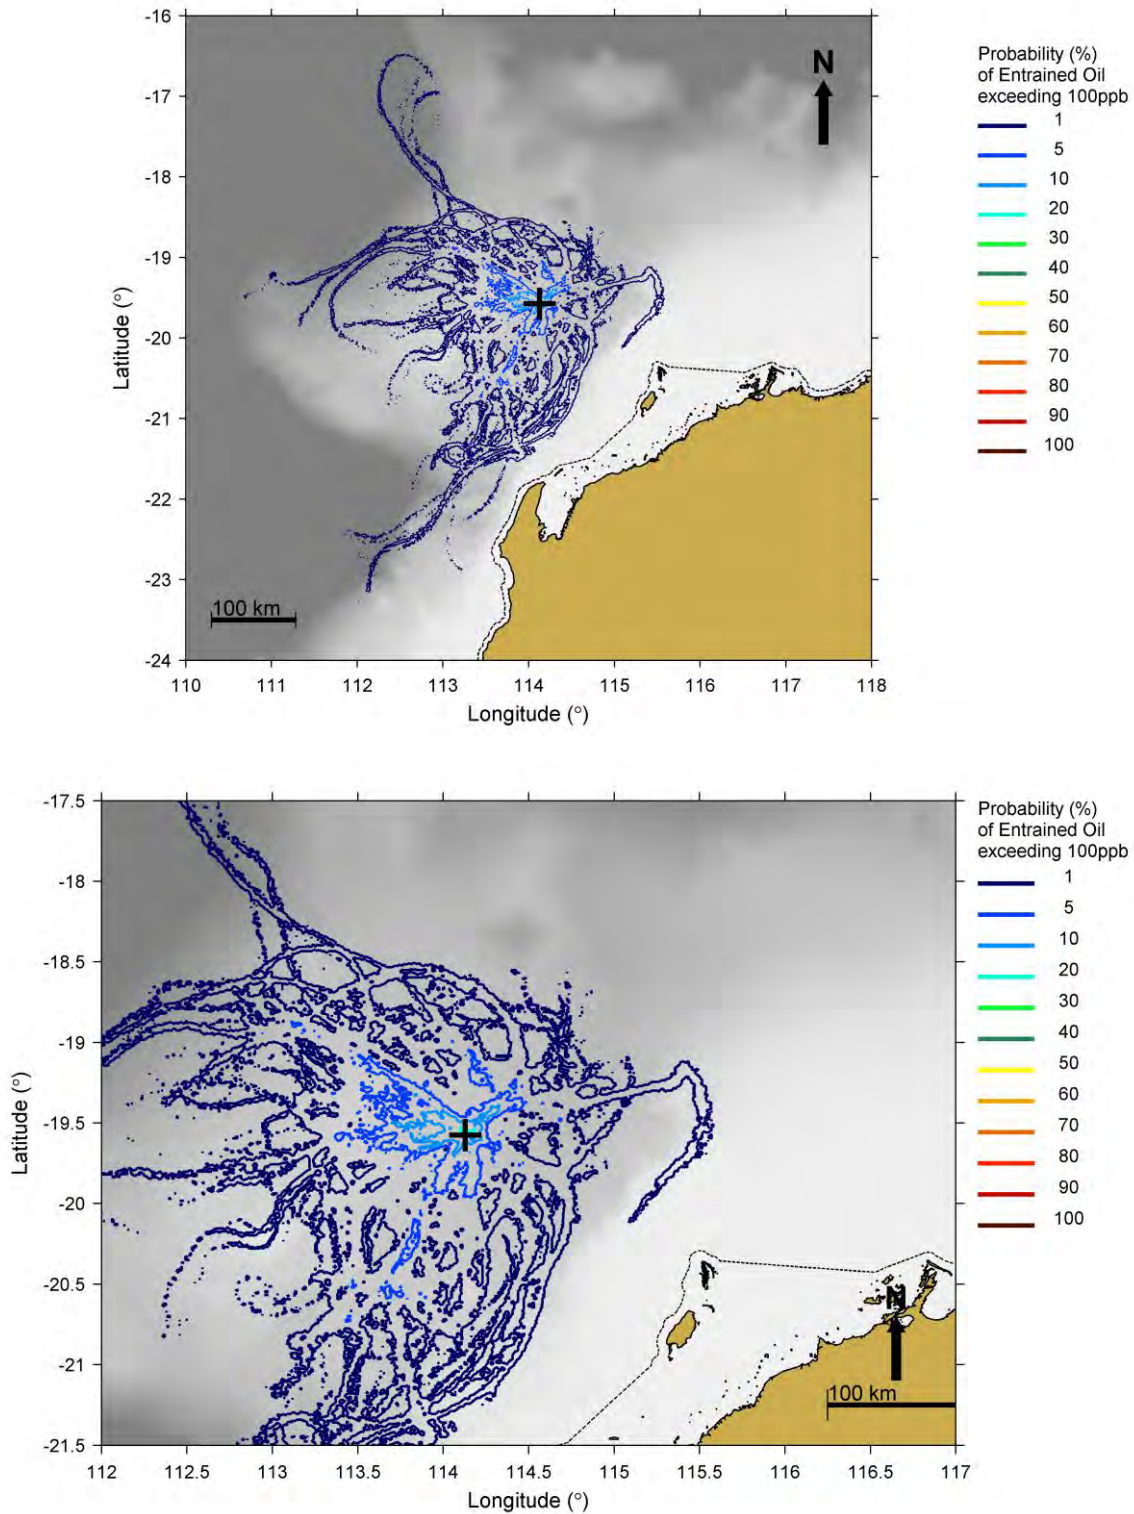 -16
-17
-18
-19
-20
-21
-22
-23
-24
Latitude (°)
N
100 km
110 111 112 113 114 115 116 117 118
Longitude (°)
Probability (%)
of Entrained Oil
exceeding 100ppb
1
5
10
20
30
40
50
60
70
80
90
100
-17.5
-18
-18.5
-19
-19.5
-20
-20.5
-21
-21.5
Latitude (°)
N
100 km
112 112.5 113 113.5 114 114.5 115 115.5 116 116.5 117
Longitude (°)
Probability (%)
of Entrained Oil
exceeding 100ppb
1
5
10
20
30
40
50
60
70
80
90
100